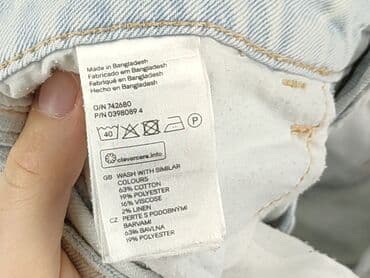 Made in Bangladesh
Fabricado em Bangladesh
Fabriqué en Bangladesh
Hecho en Bangladesh
O/N 742680
P/N 0398089 4
40
P
clevercare.info
GB WASH WITH SIMILAR
COLOURS
63% COTTON
19% POLYESTER
16% VISCOSE
2% LINEN
CZ PERTE S PODOBNÝMI
BARVAMI
63% BAVLNA
19% POLYESTER